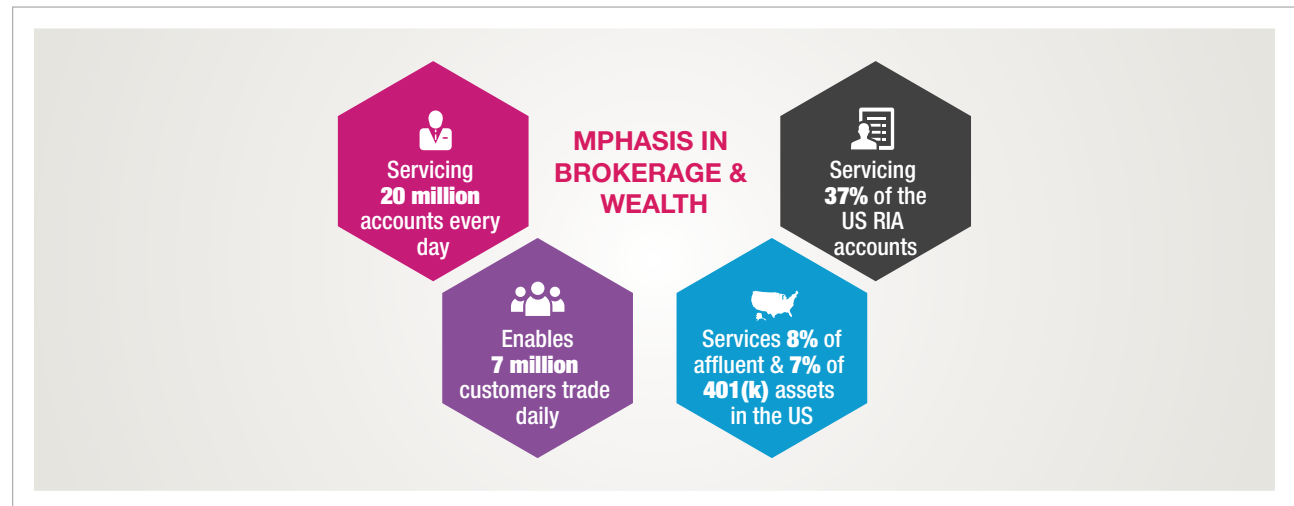 MPHASIS IN
BROKERAGE &
WEALTH
Servicing
20 million
accounts every
day
Enables
7 million
customers trade
daily
Services 8% of
affluent & 7% of
401(k) assets
in the US
Servicing
37% of the
US RIA
accounts